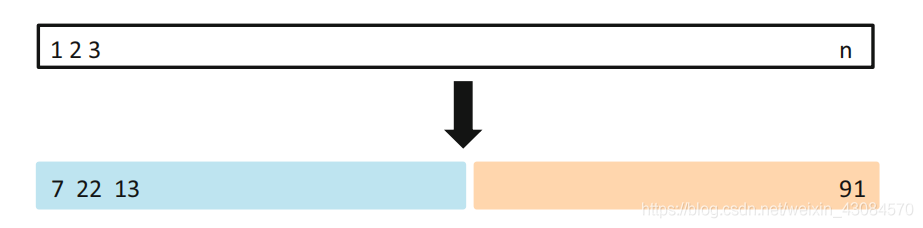 1 2 3 n
7 22 13 91
https://blog.csdn.net/weixin_43084570